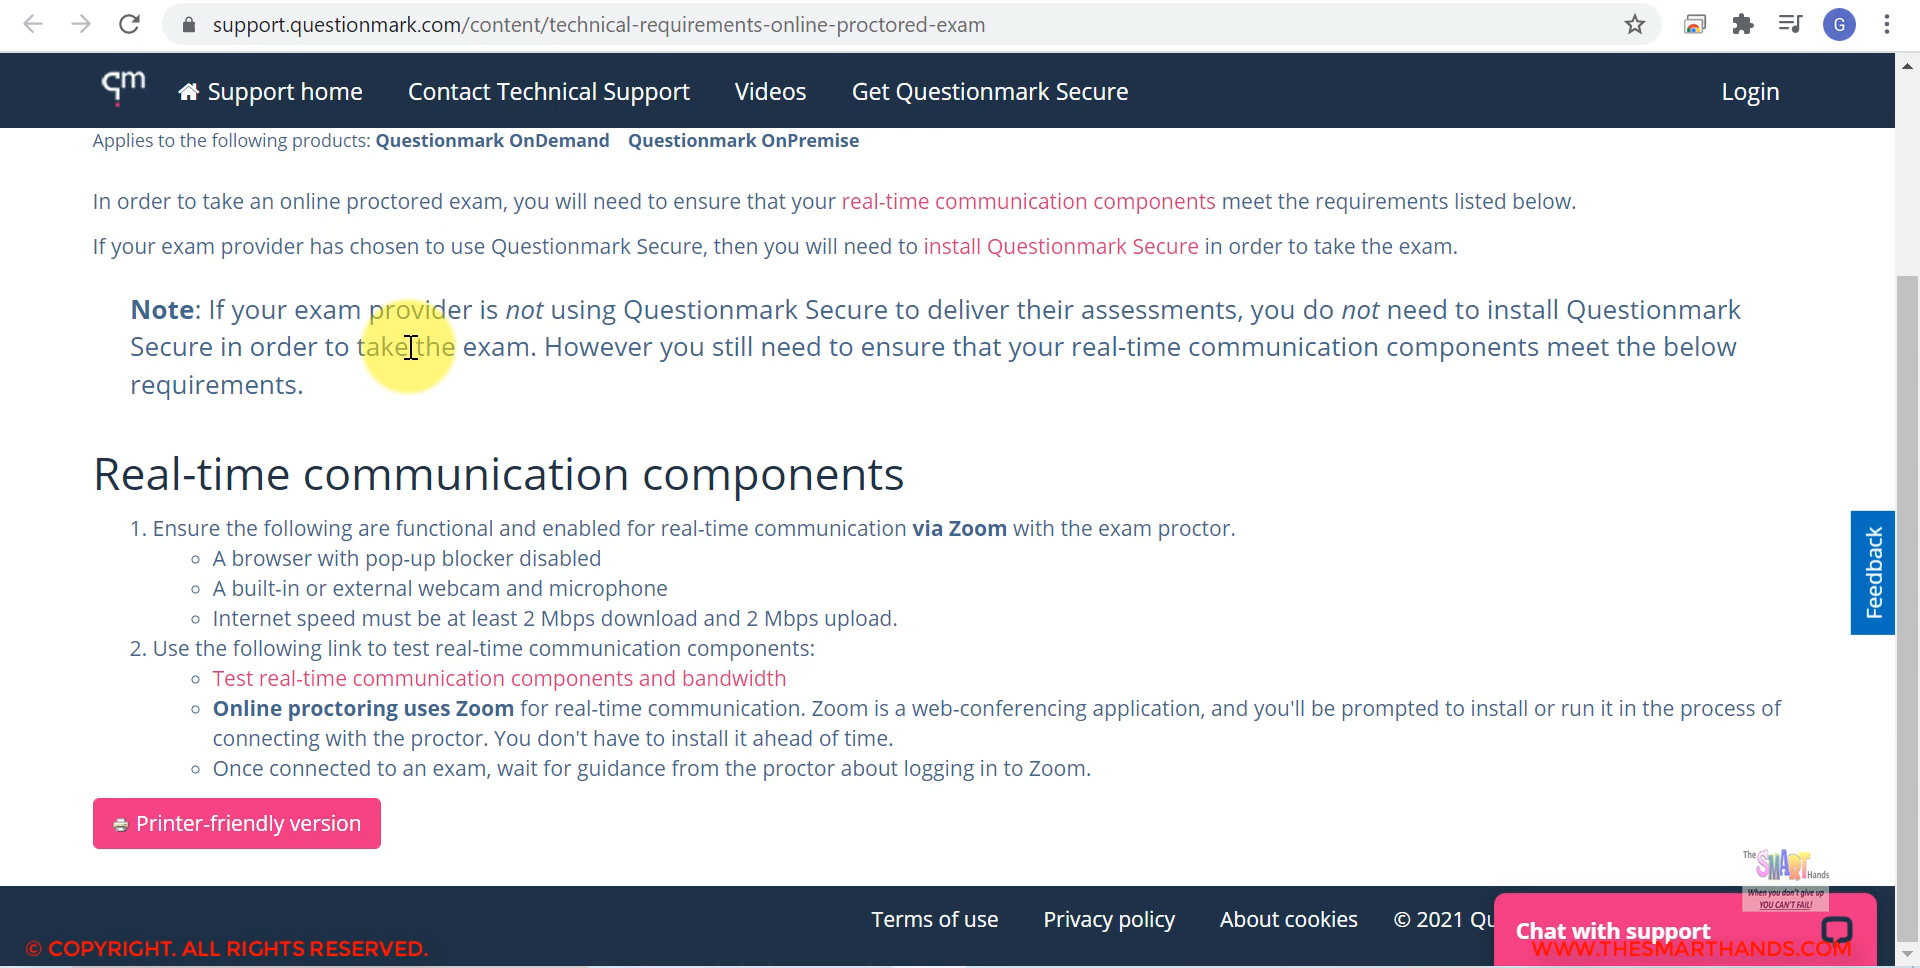 support.questionmark.com/content/technical-requirements-online-proctored-exam
G
qm Support home Contact Technical Support Videos Get Questionmark Secure Login
Applies to the following products: Questionmark OnDemand Questionmark OnPremise
In order to take an online proctored exam, you will need to ensure that your real-time communication components meet the requirements listed below.
If your exam provider has chosen to use Questionmark Secure, then you will need to install Questionmark Secure in order to take the exam.
Note: If your exam provider is not using Questionmark Secure to deliver their assessments, you do not need to install Questionmark
Secure in order to take the exam. However you still need to ensure that your real-time communication components meet the below
requirements.
Real-time communication components
1. Ensure the following are functional and enabled for real-time communication via Zoom with the exam proctor.
A browser with pop-up blocker disabled
A built-in or external webcam and microphone
Internet speed must be at least 2 Mbps download and 2 Mbps upload.
2. Use the following link to test real-time communication components:
Test real-time communication components and bandwidth
Online proctoring uses Zoom for real-time communication. Zoom is a web-conferencing application, and you'll be prompted to install or run it in the process of
connecting with the proctor. You don't have to install it ahead of time.
Once connected to an exam, wait for guidance from the proctor about logging in to Zoom.
Feedback
Printer-friendly version
The SMART Hands
When you don't give up
YOU CAN'T FAIL!
Terms of use Privacy policy About cookies © 2021 Qu
Chat with support
© COPYRIGHT. ALL RIGHTS RESERVED.
WWW.THESMARTHANDS.COM